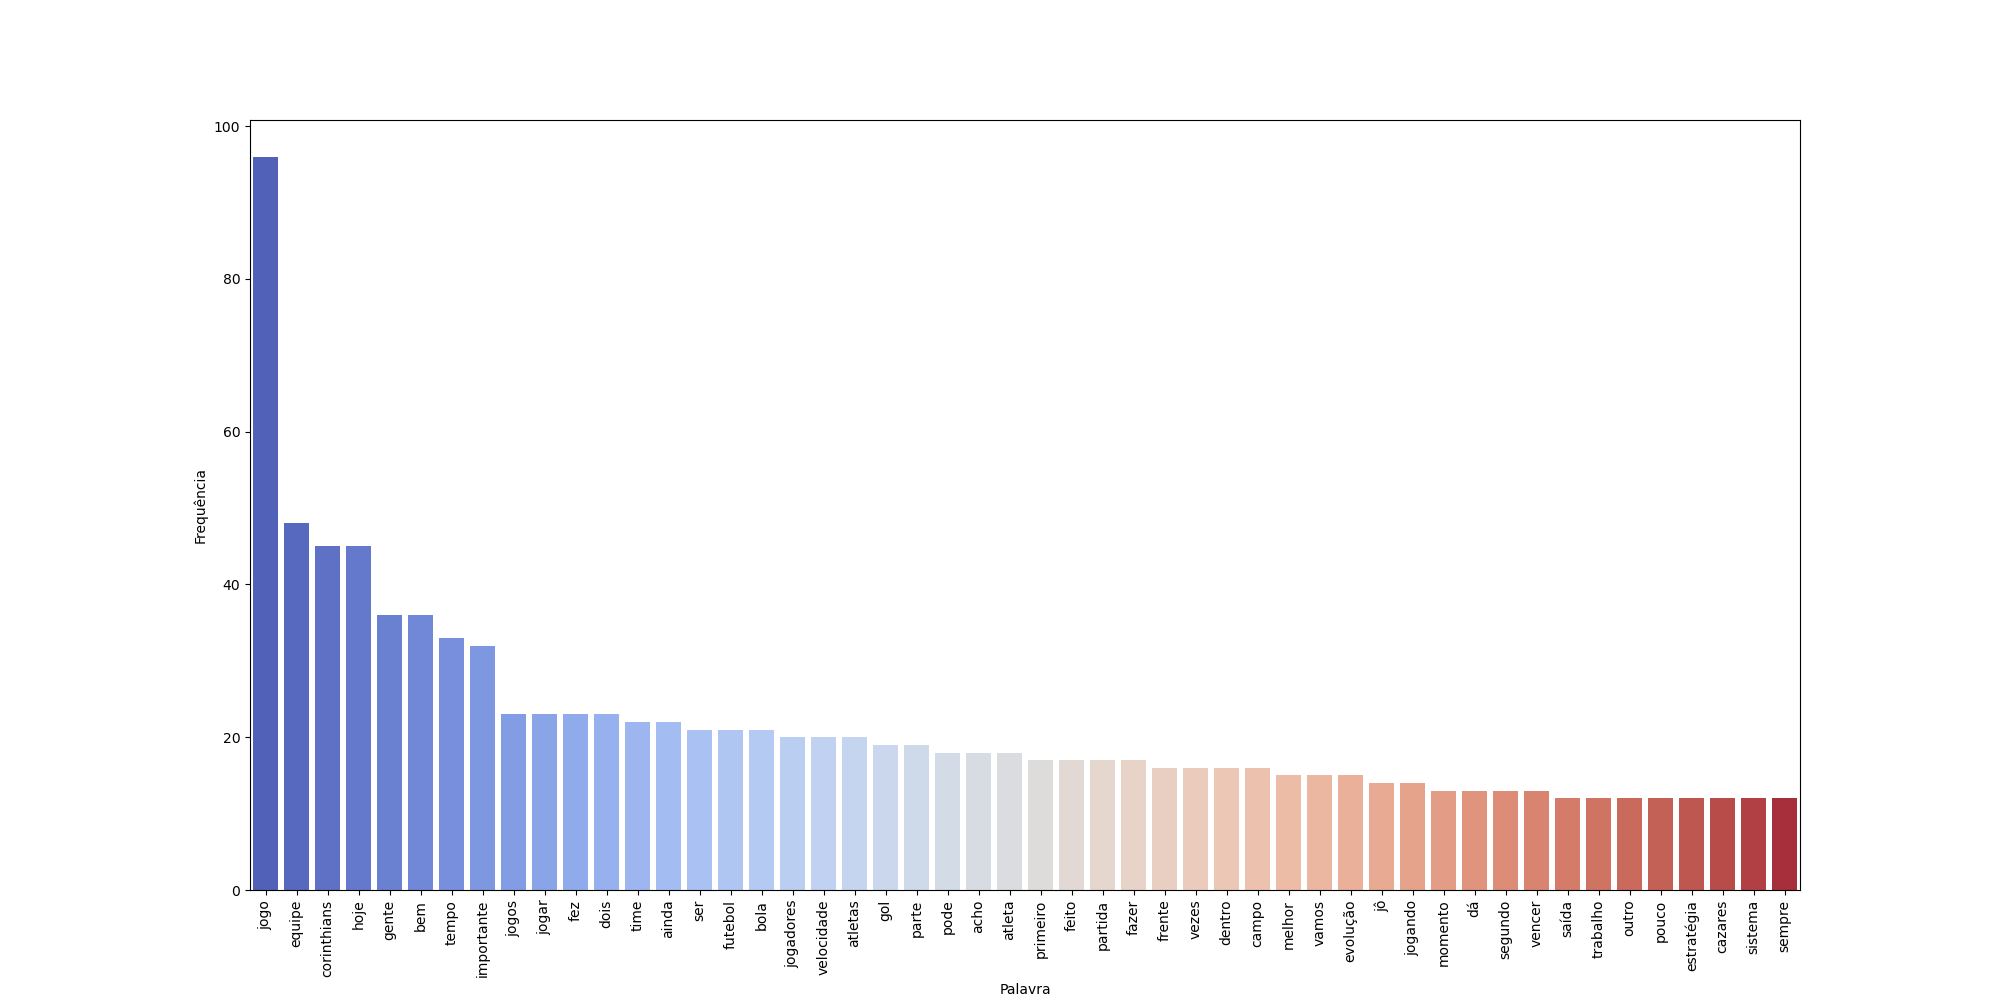 100
80
60
40
20
0
Frequência
jogo
equipe
corinthians
hoje
gente
bem
tempo
importante
jogos
jogar
fez
dois
time
ainda
ser
futebol
bola
jogadores
velocidade
atletas
gol
parte
pode
acho
atleta
primeiro
feito
partida
fazer
frente
vezes
dentro
campo
melhor
vamos
evolução
jô
jogando
momento
dá
segundo
vencer
saída
trabalho
outro
pouco
estratégia
cazares
sistema
sempre
Palavra